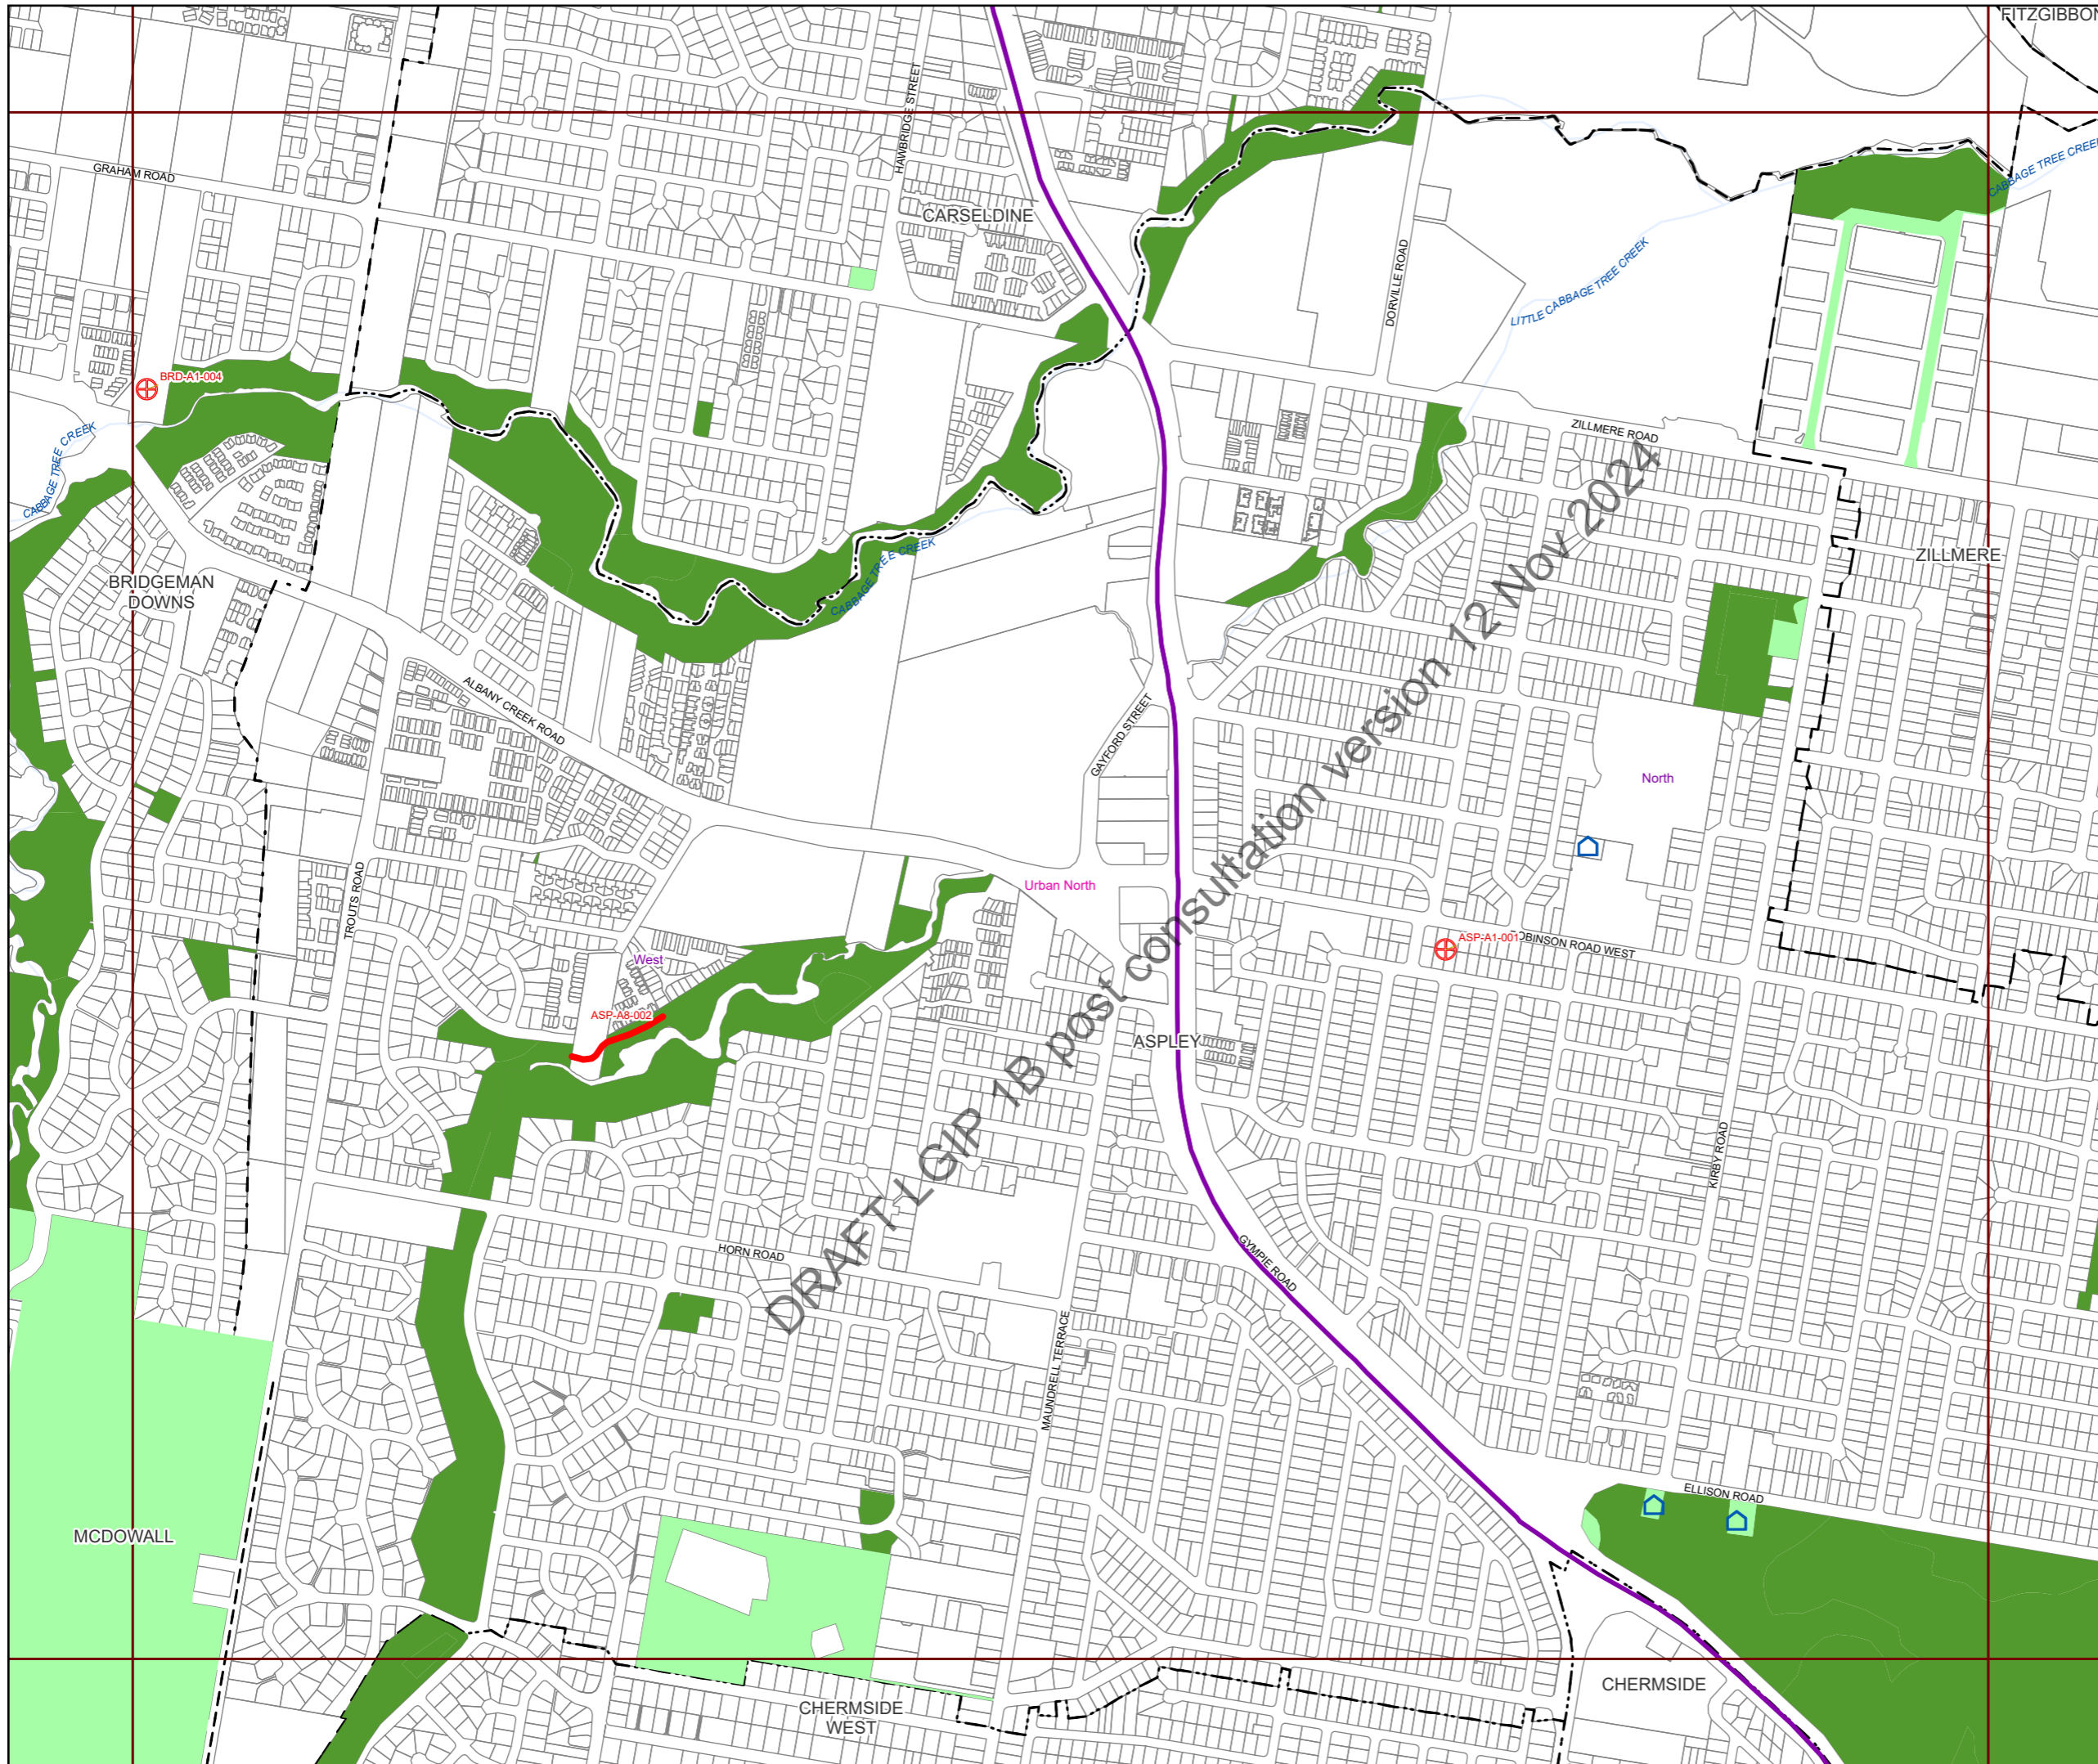 FITZGIBBON
GRAHAM ROAD
HAWBRIDGE STREET
CABBAGE TREE CREEK
CARSELDINE
DORVILLE ROAD
LITTLE CABBAGE TREE CREEK
BRD-A1-004
CABBAGE TREE CREEK
ZILLMERE ROAD
CABBAGE TREE CREEK
ZILLMERE
BRIDGEMAN
DOWNS
ALBANY CREEK ROAD
GAYFORD STREET
North
TROUTS ROAD
Urban North
ASP-A1-001
OBINSON ROAD WEST
West
ASP-A8-002
ASPLEY
KIRBY ROAD
DRAFT LGIP 1B post consultation version 12 Nov 2024
HORN ROAD
GYMPIE ROAD
MAUNDRELL TERRACE
ELLISON ROAD
MCDOWALL
CHERMSIDE
CHERMSIDE
WEST